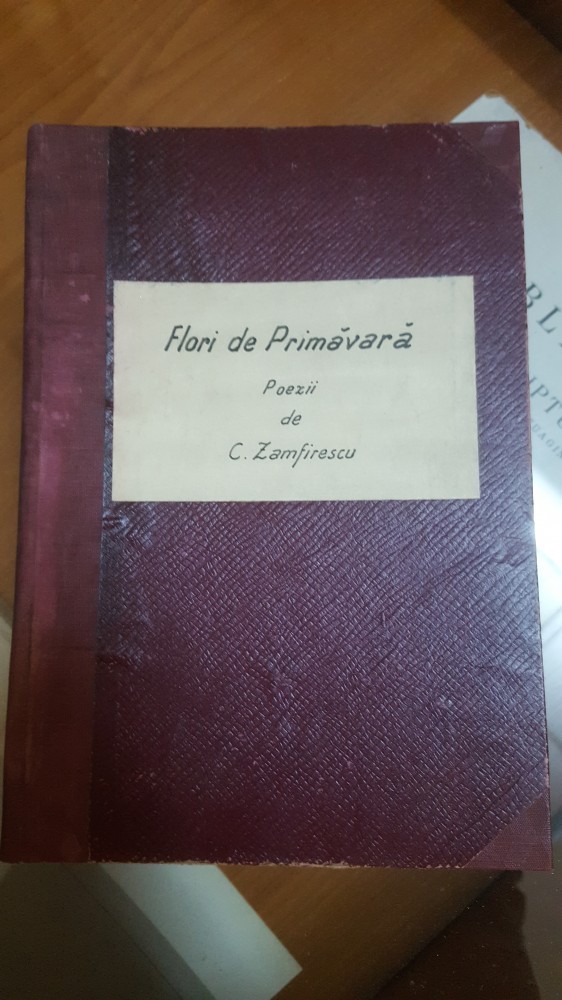 Flori de Primăvară
Poezii
de
C. Zamfirescu